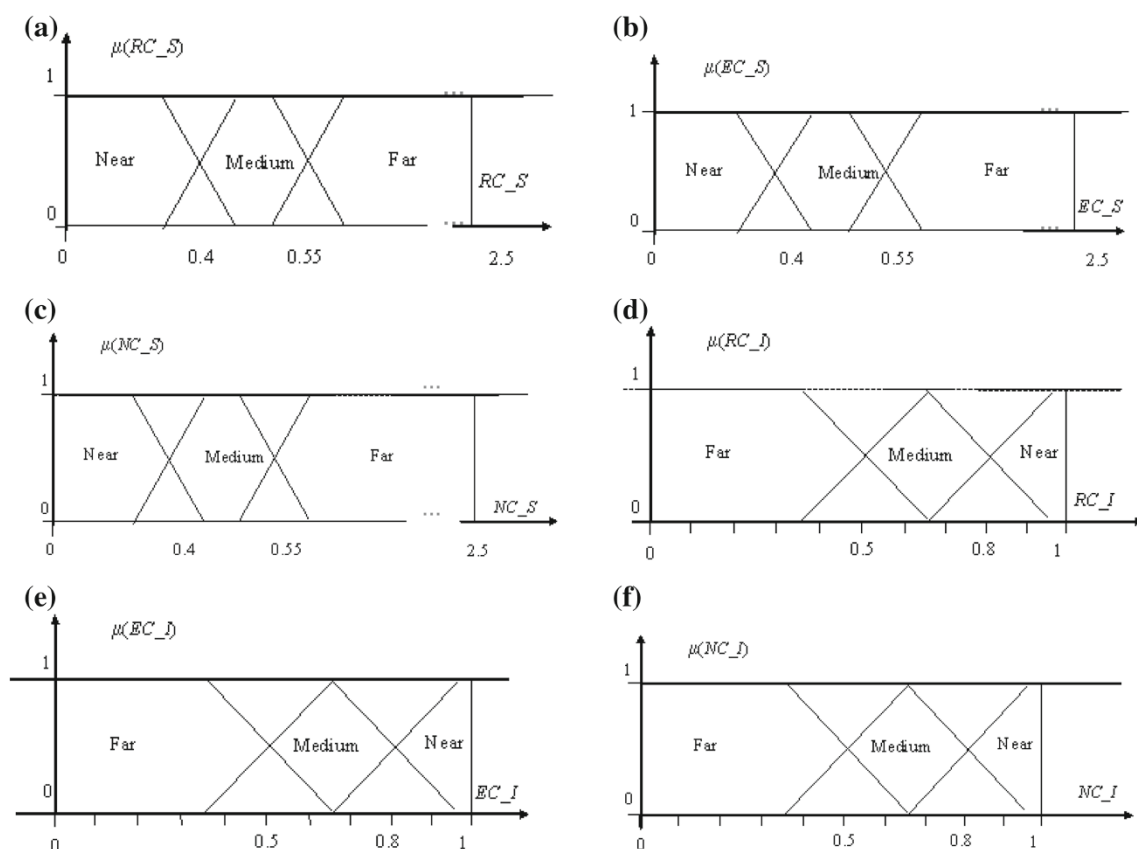 (a)
μ(RC_S)
1
Near
Medium
Far
RC_S
0
0
0.4
0.55
2.5
(b)
μ(EC_S)
1
Near
Medium
Far
EC_S
0
0
0.4
0.55
2.5
(c)
μ(NC_S)
1
Near
Medium
Far
NC_S
0
0
0.4
0.55
2.5
(d)
μ(RC_I)
1
Far
Medium
Near
RC_I
0
0
0.5
0.8
1
(e)
μ(EC_I)
1
Far
Medium
Near
EC_I
0
0
0.5
0.8
1
(f)
μ(NC_I)
1
Far
Medium
Near
NC_I
0
0
0.5
0.8
1